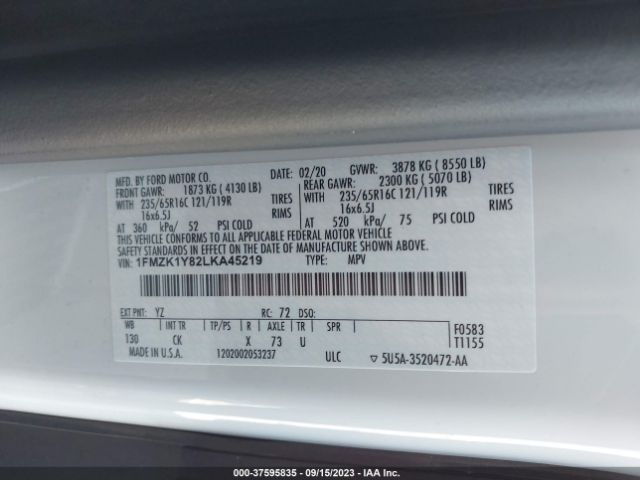 MFD. BY FORD MOTOR CO. DATE: 02/20 GVWR: 3878 KG ( 8550 LB)
FRONT GAWR: 1873 KG ( 4130 LB) REAR GAWR: 2300 KG ( 5070 LB)
WITH 235/65R16C 121/119R TIRES WITH 235/65R16C 121/119R TIRES
16x6.5J RIMS 16x6.5J RIMS
AT 360 kPa/ 52 PSI COLD AT 520 kPa/ 75 PSI COLD
THIS VEHICLE CONFORMS TO ALL APPLICABLE FEDERAL MOTOR VEHICLE
SAFETY STANDARDS IN EFFECT ON THE DATE OF MANUFACTURE SHOWN ABOVE.
VIN: 1FMZK1Y82LKA45219 TYPE: MPV
EXT PNT: YZ RC: 72 DSO: F0583
WB INT TR TP/PS R AXLE TR SPR T1155
130 CK X 73 U
MADE IN U.S.A. 1202002053237 ULC ▽ 5U5A-3520472-AA
000-37595835 - 09/15/2023 - IAA Inc.